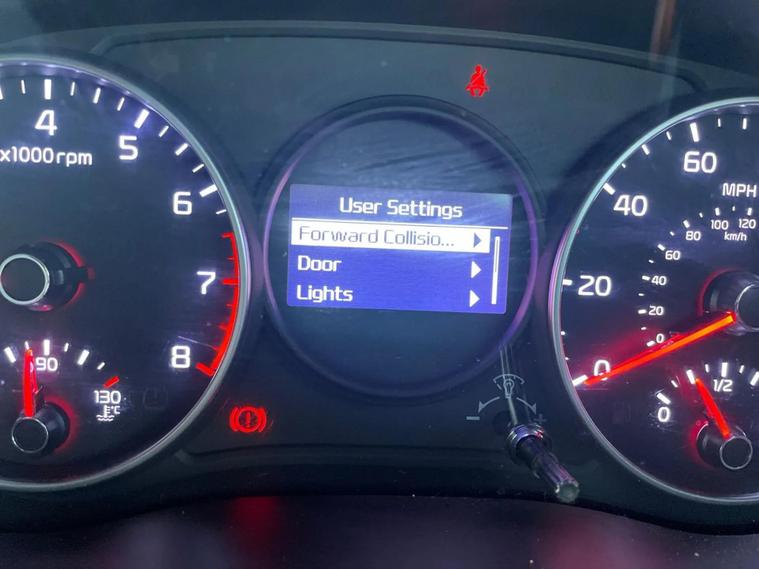 4
5
x1000rpm
6
7
8
90
130
°C
User Settings
Forward Collisio...
Door
Lights
- +
60
MPH
40
100 120
80 km/h
60
20
40
20
0
0
1/2
0